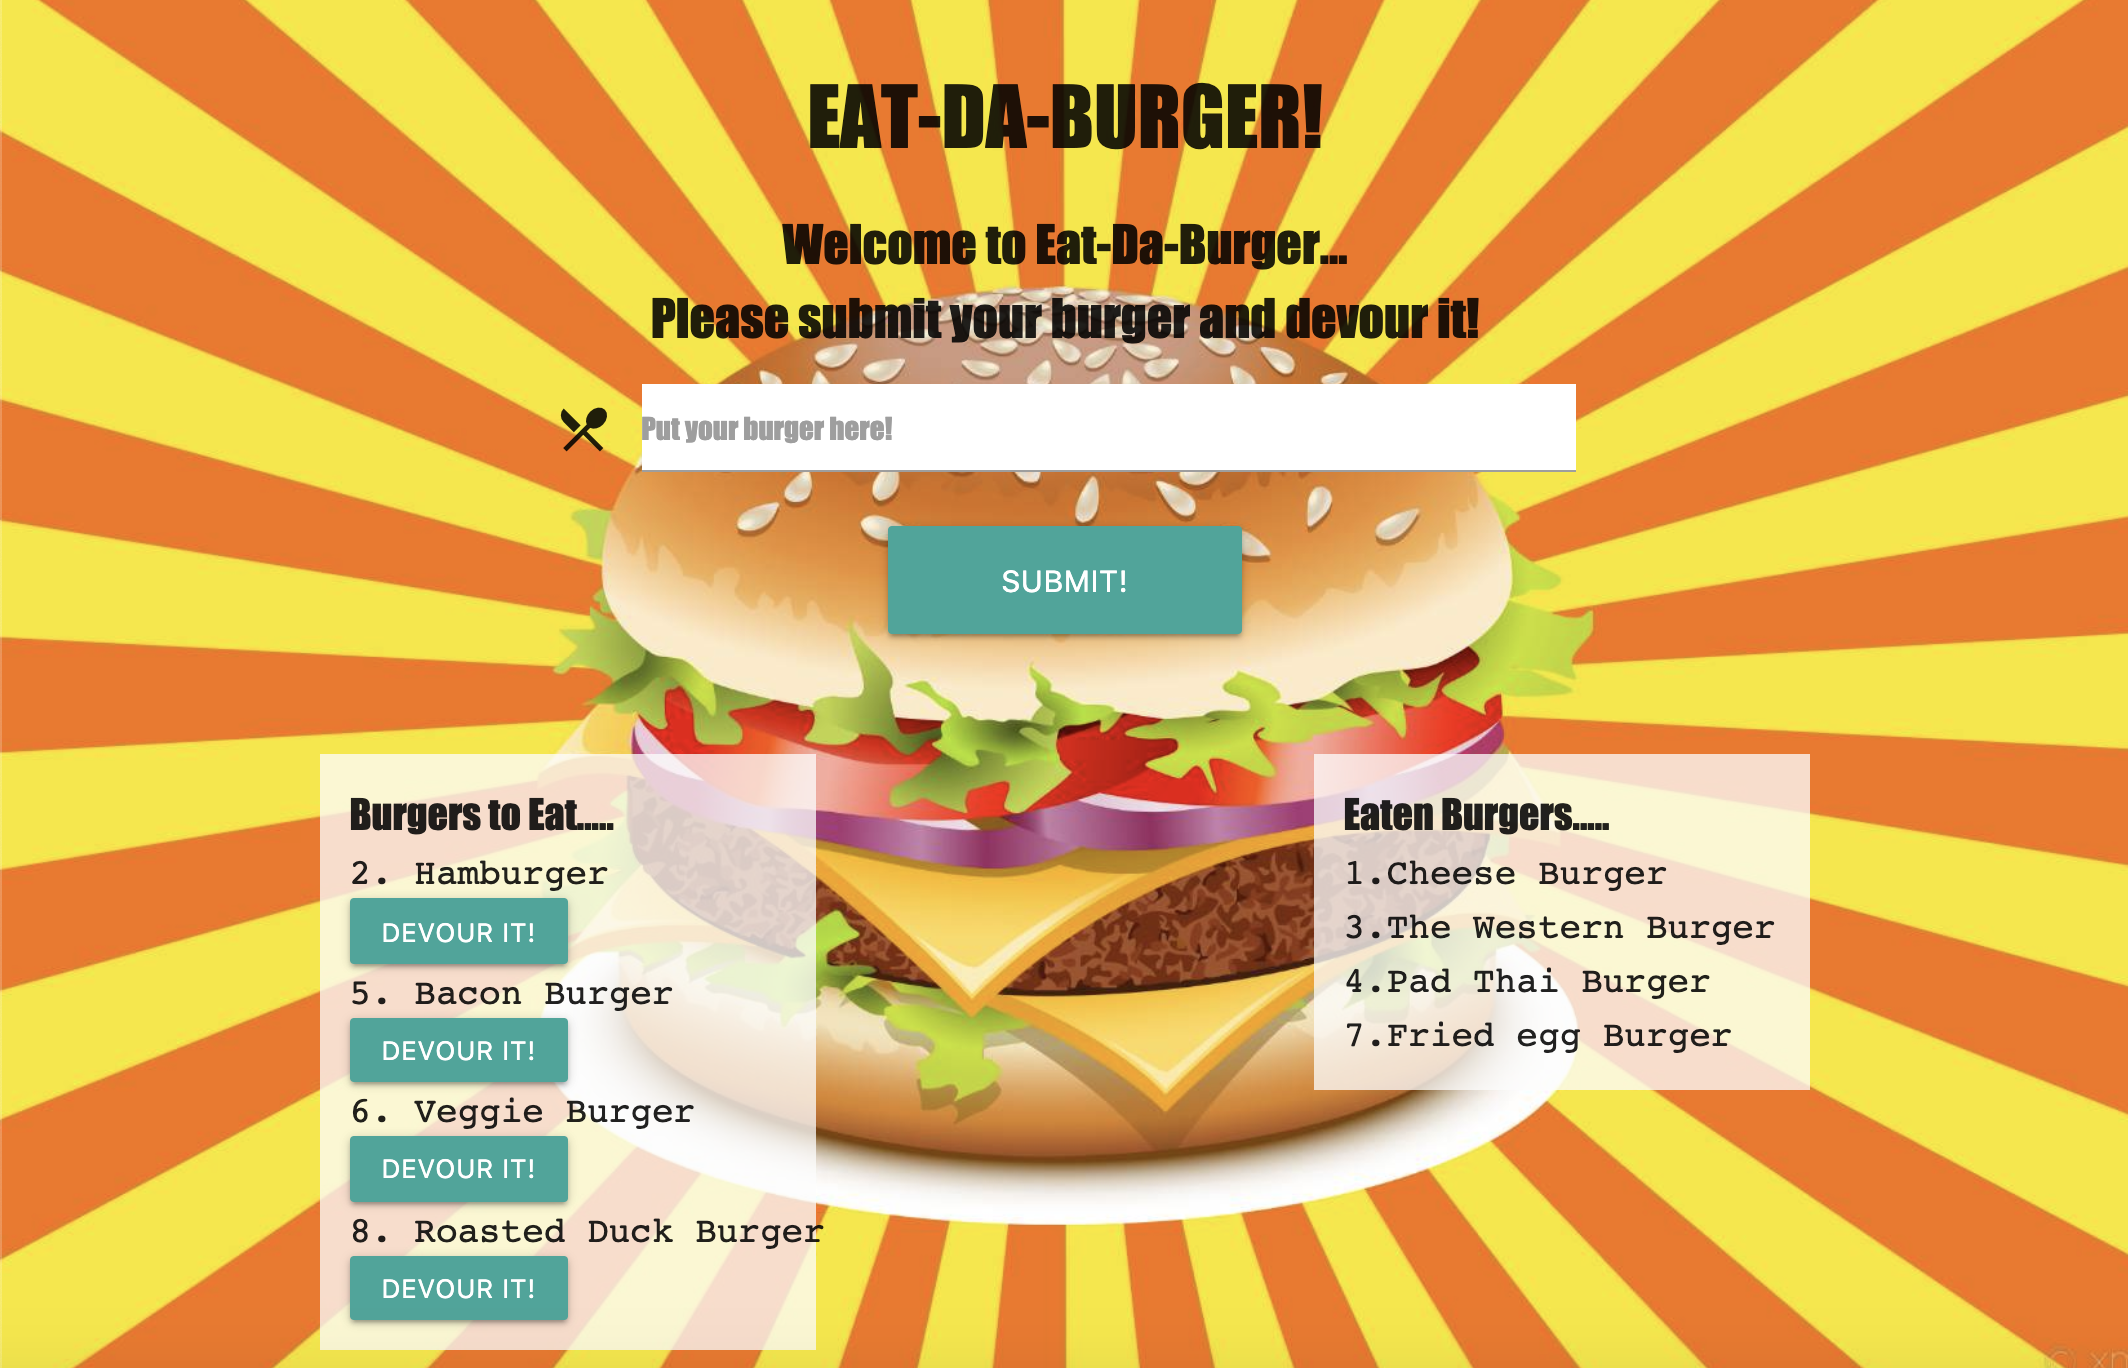 EAT-DA-BURGER!
Welcome to Eat-Da-Burger...
Please submit your burger and devour it!
Put your burger here!
SUBMIT!
Burgers to Eat.....
2. Hamburger
DEVOUR IT!
5. Bacon Burger
DEVOUR IT!
6. Veggie Burger
DEVOUR IT!
8. Roasted Duck Burger
DEVOUR IT!
Eaten Burgers.....
1.Cheese Burger
3.The Western Burger
4.Pad Thai Burger
7.Fried egg Burger